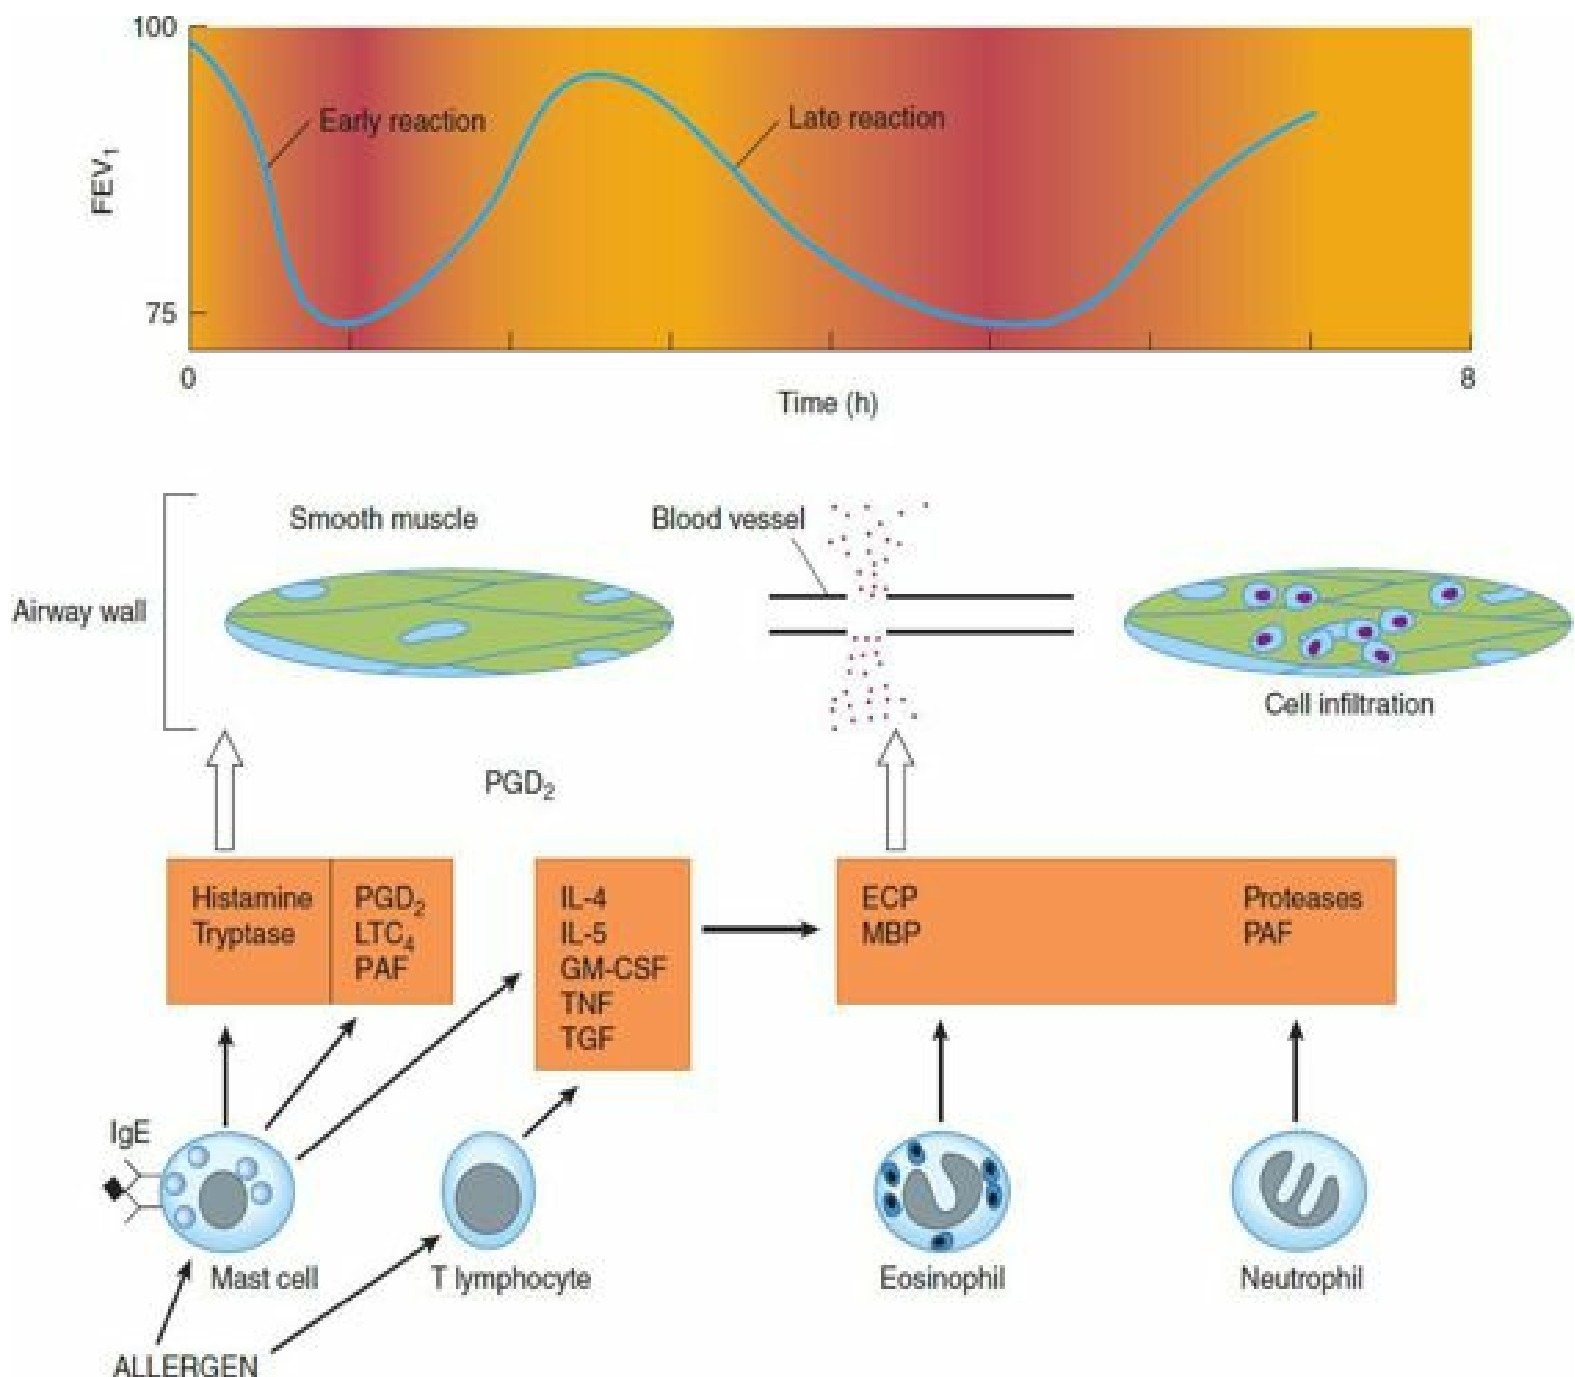 100
Early reaction
Late reaction
FEV₁
75
0
8
Time (h)
Smooth muscle
Blood vessel
Airway wall
Cell infiltration
PGD₂
Histamine
Tryptase
PGD₂
LTC₄
PAF
IL-4
IL-5
GM-CSF
TNF
TGF
ECP
MBP
Proteases
PAF
IgE
Mast cell
T lymphocyte
Eosinophil
Neutrophil
ALLERGEN